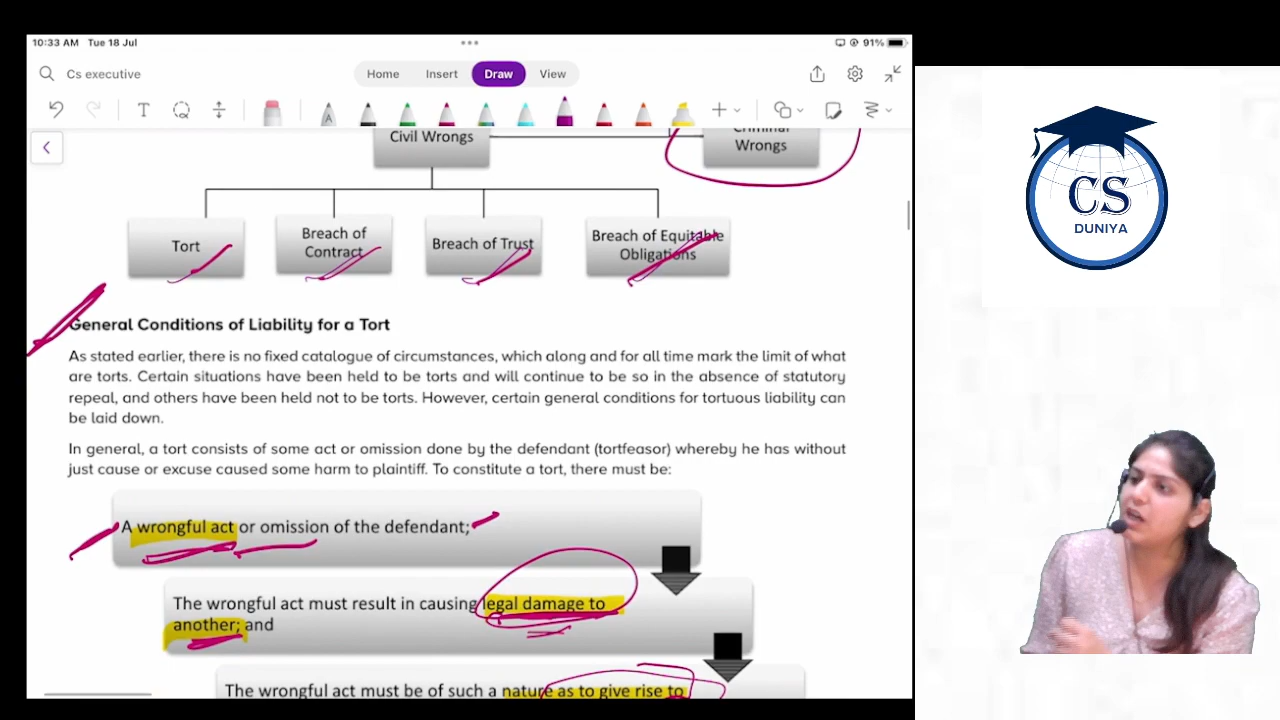 10:33 AM Tue 18 Jul
91%
Cs executive
Home Insert Draw View
T
A
Civil Wrongs
Criminal
Wrongs
Tort
Breach of
Contract
Breach of Trust
Breach of Equitable
Obligations
General Conditions of Liability for a Tort
As stated earlier, there is no fixed catalogue of circumstances, which along and for all time mark the limit of what
are torts. Certain situations have been held to be torts and will continue to be so in the absence of statutory
repeal, and others have been held not to be torts. However, certain general conditions for tortuous liability can
be laid down.
In general, a tort consists of some act or omission done by the defendant (tortfeasor) whereby he has without
just cause or excuse caused some harm to plaintiff. To constitute a tort, there must be:
A wrongful act or omission of the defendant;
The wrongful act must result in causing legal damage to
another; and
The wrongful act must be of such a nature as to give rise to
CS
DUNIYA